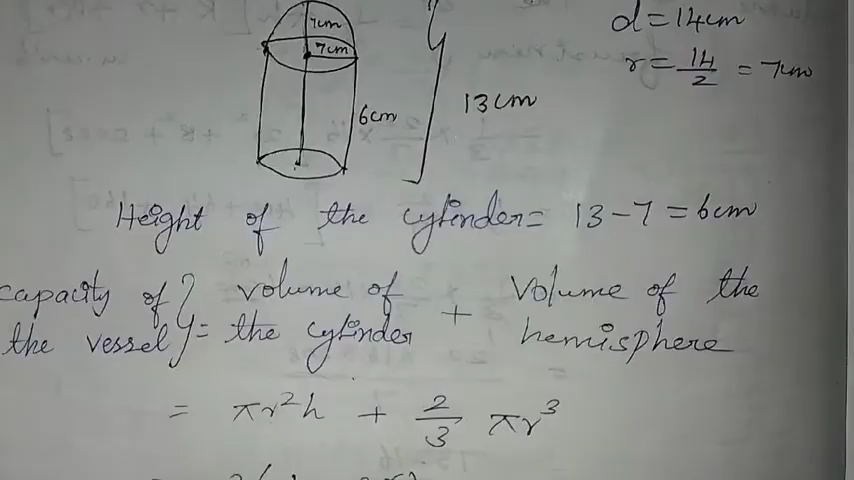 7cm
7cm
6cm
13cm
d = 14cm
r = 14/2 = 7cm
Height of the cylinder = 13 - 7 = 6cm
capacity of the vessel } = volume of the cylinder + Volume of the hemisphere
= πr²h + 2/3 πr³